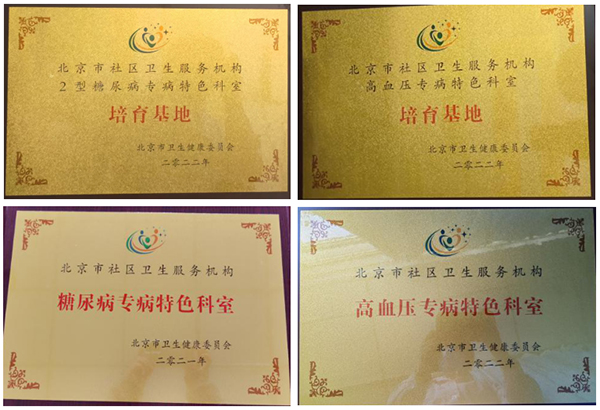 北京市社区卫生服务机构
2型糖尿病专病特色科室
培育基地
北京市卫生健康委员会
二〇二二年
北京市社区卫生服务机构
高血压专病特色科室
培育基地
北京市卫生健康委员会
二〇二二年
北京市社区卫生服务机构
糖尿病专病特色科室
北京市卫生健康委员会
二〇二一年
北京市社区卫生服务机构
高血压专病特色科室
北京市卫生健康委员会
二〇二二年